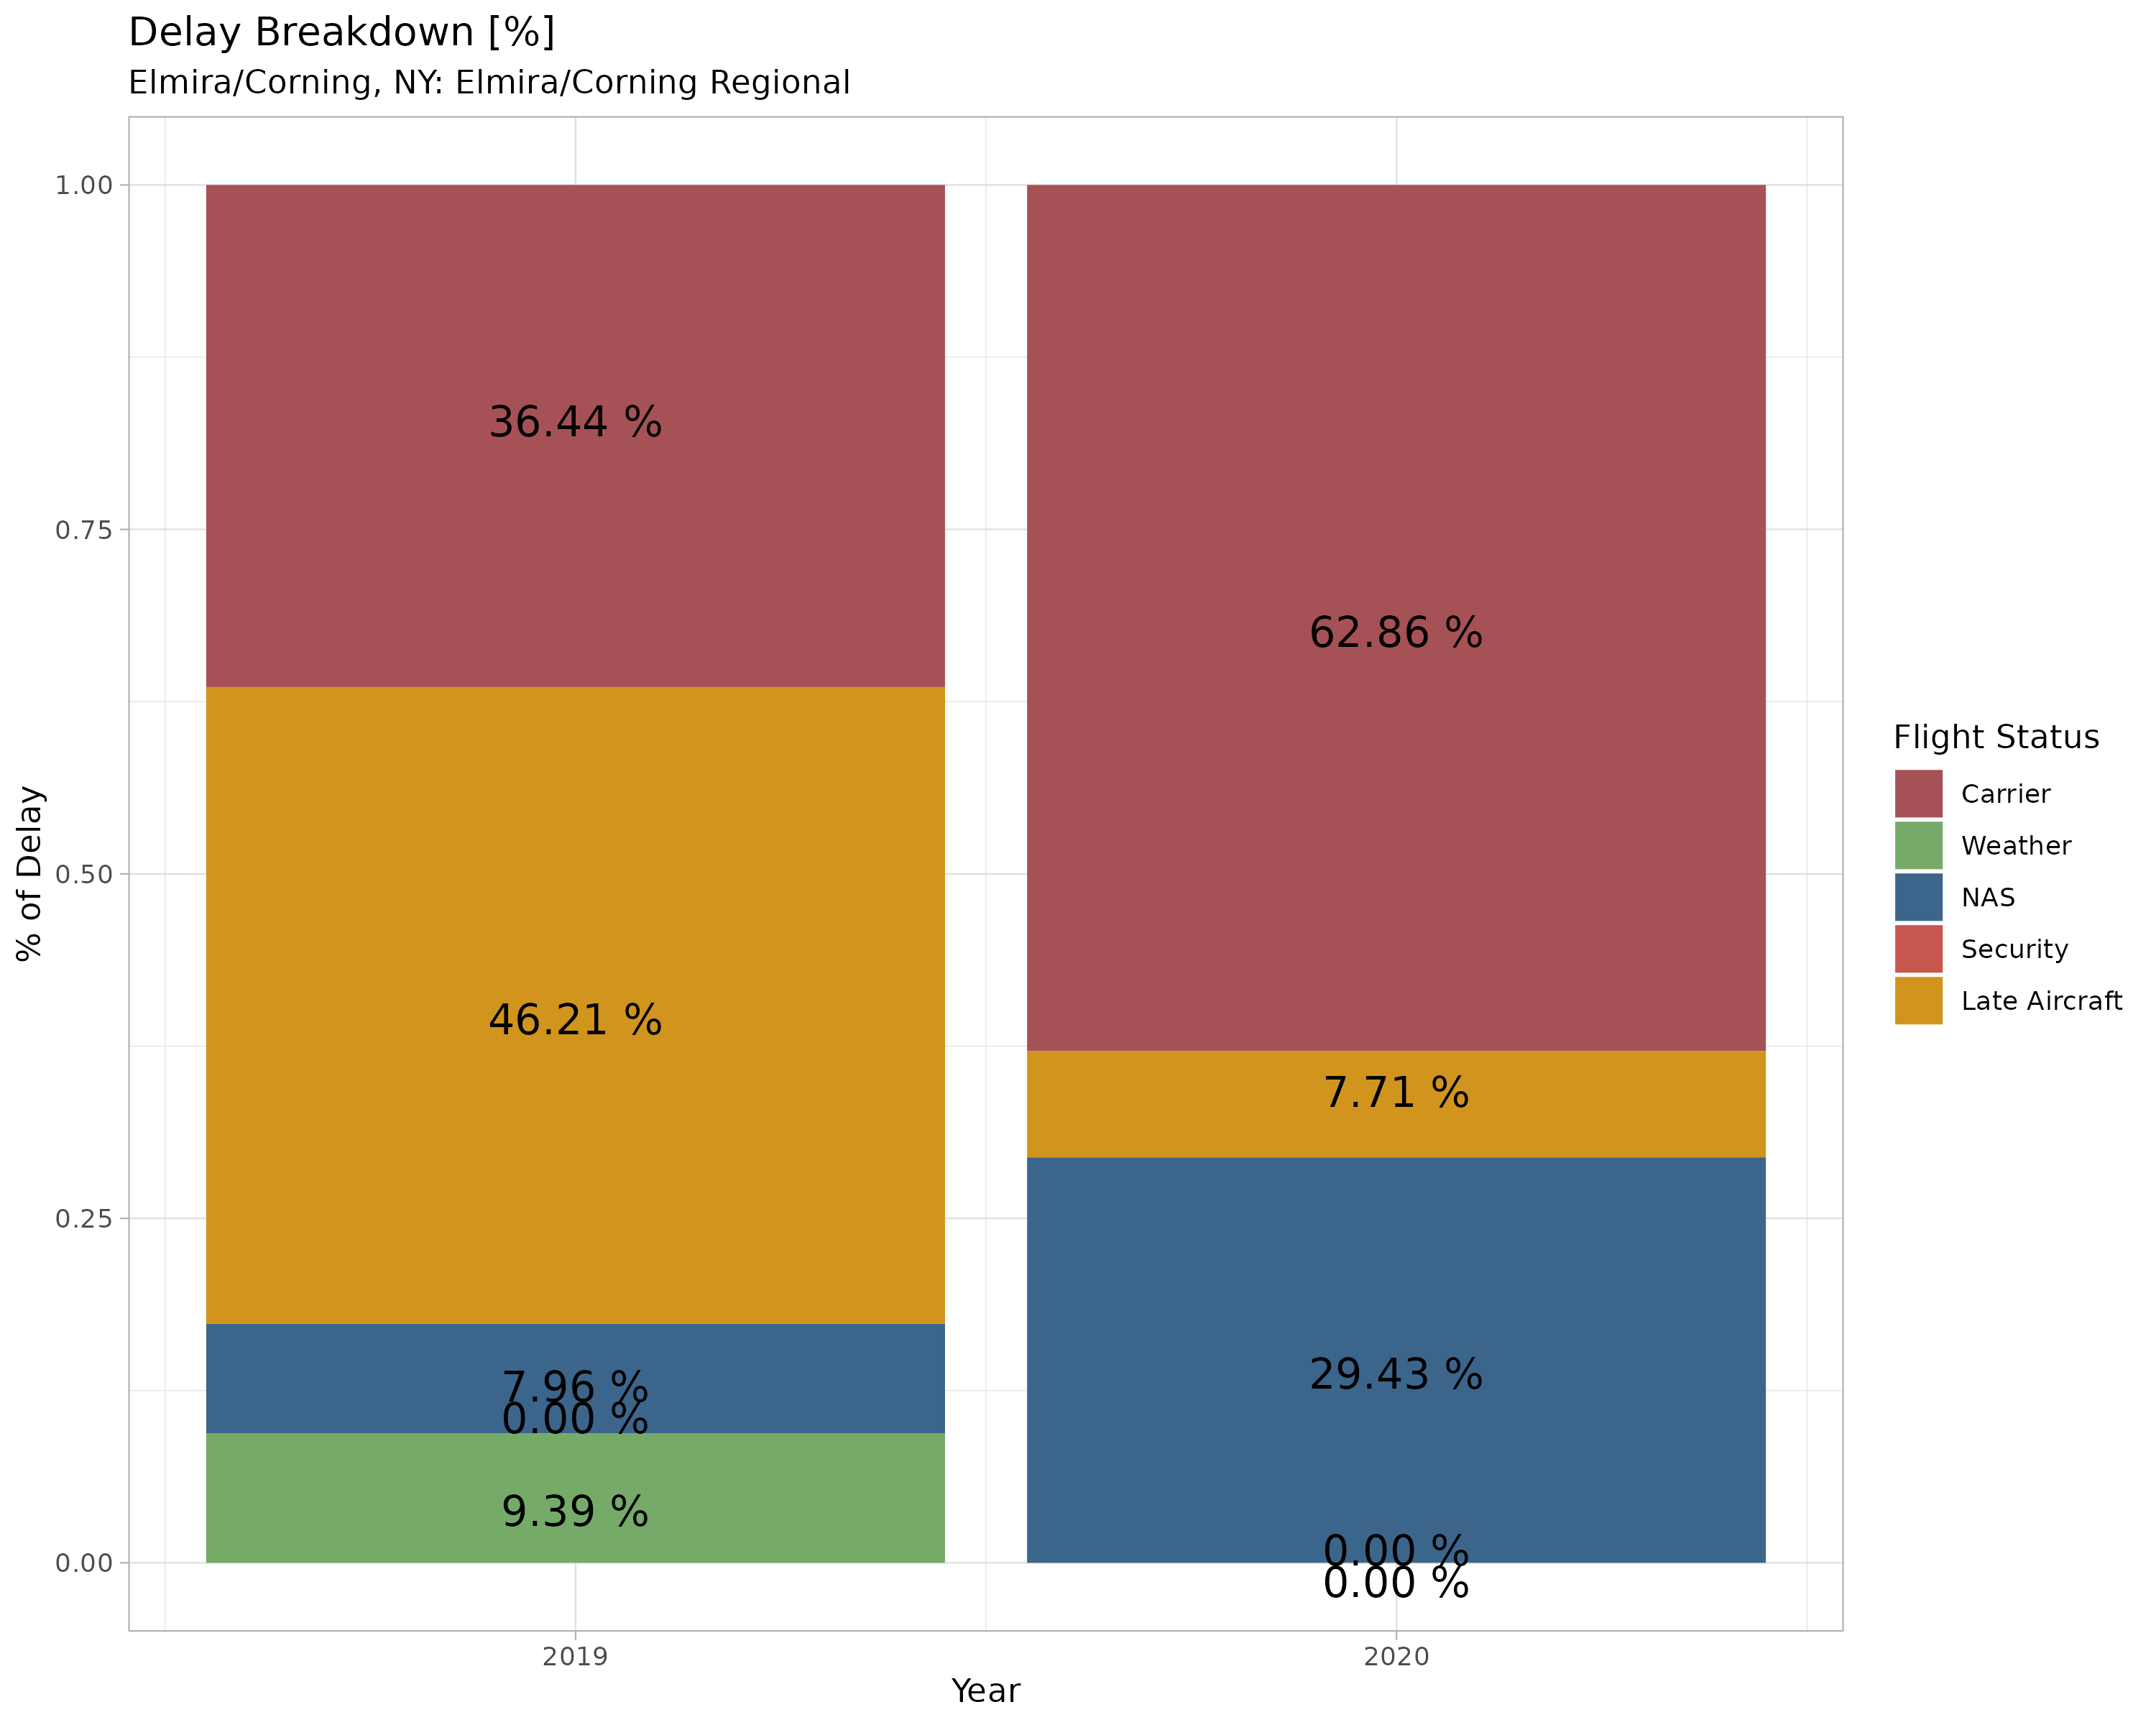 Delay Breakdown [%]
Elmira/Corning, NY: Elmira/Corning Regional
% of Delay
1.00
0.75
0.50
0.25
0.00
36.44 %
46.21 %
7.96 %
0.00 %
9.39 %
62.86 %
7.71 %
29.43 %
0.00 %
0.00 %
2019
2020
Year
Flight Status
Carrier
Weather
NAS
Security
Late Aircraft